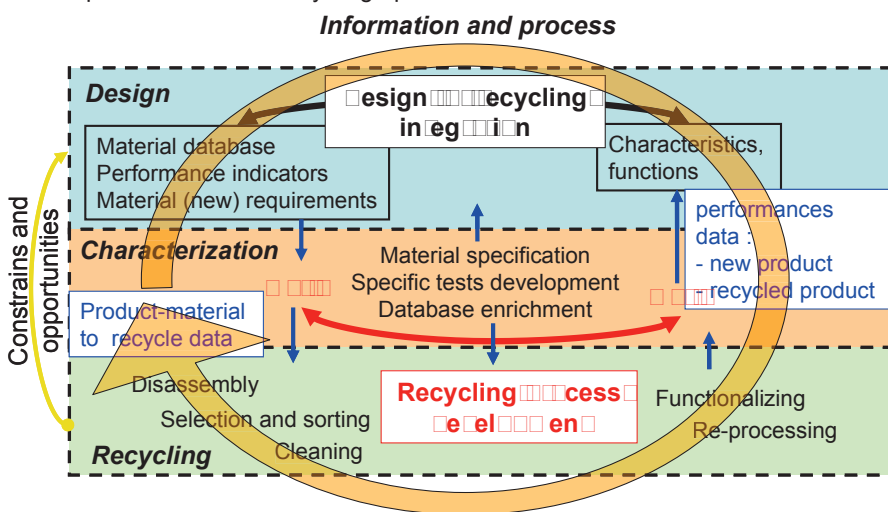 Information and process
Design
Material database
Performance indicators
Material (new) requirements
Characteristics,
functions
performances
data :
- new product
- recycled product
Constrains and
opportunities
Characterization
Material specification
Specific tests development
Database enrichment
Product-material
to recycle data
Disassembly
Selection and sorting
Cleaning
Recycling
Recycling
Functionalizing
Re-processing